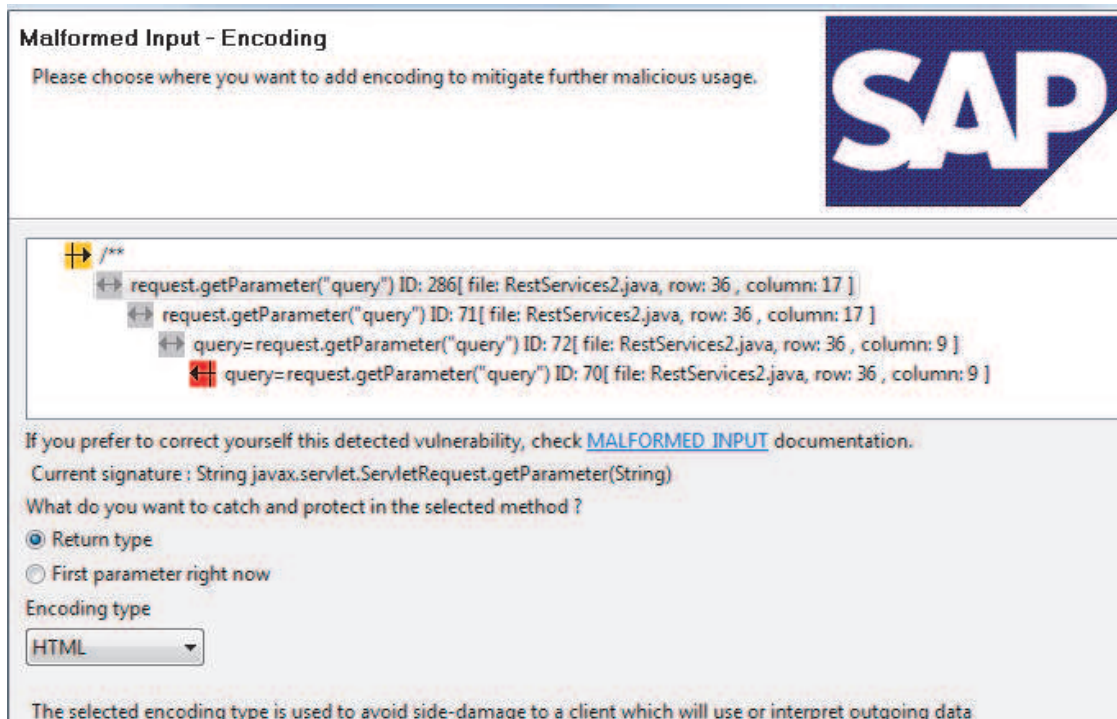 Malformed Input - Encoding
Please choose where you want to add encoding to mitigate further malicious usage.
SAP
/**
request.getParameter("query") ID: 286[ file: RestServices2.java, row: 36 , column: 17 ]
request.getParameter("query") ID: 71[ file: RestServices2.java, row: 36 , column: 17 ]
query=request.getParameter("query") ID: 72[ file: RestServices2.java, row: 36 , column: 9 ]
query=request.getParameter("query") ID: 70[ file: RestServices2.java, row: 36 , column: 9 ]
If you prefer to correct yourself this detected vulnerability, check MALFORMED INPUT documentation.
Current signature : String javax.servlet.ServletRequest.getParameter(String)
What do you want to catch and protect in the selected method ?
Return type
First parameter right now
Encoding type
HTML
The selected encoding type is used to avoid side-damage to a client which will use or interpret outgoing data